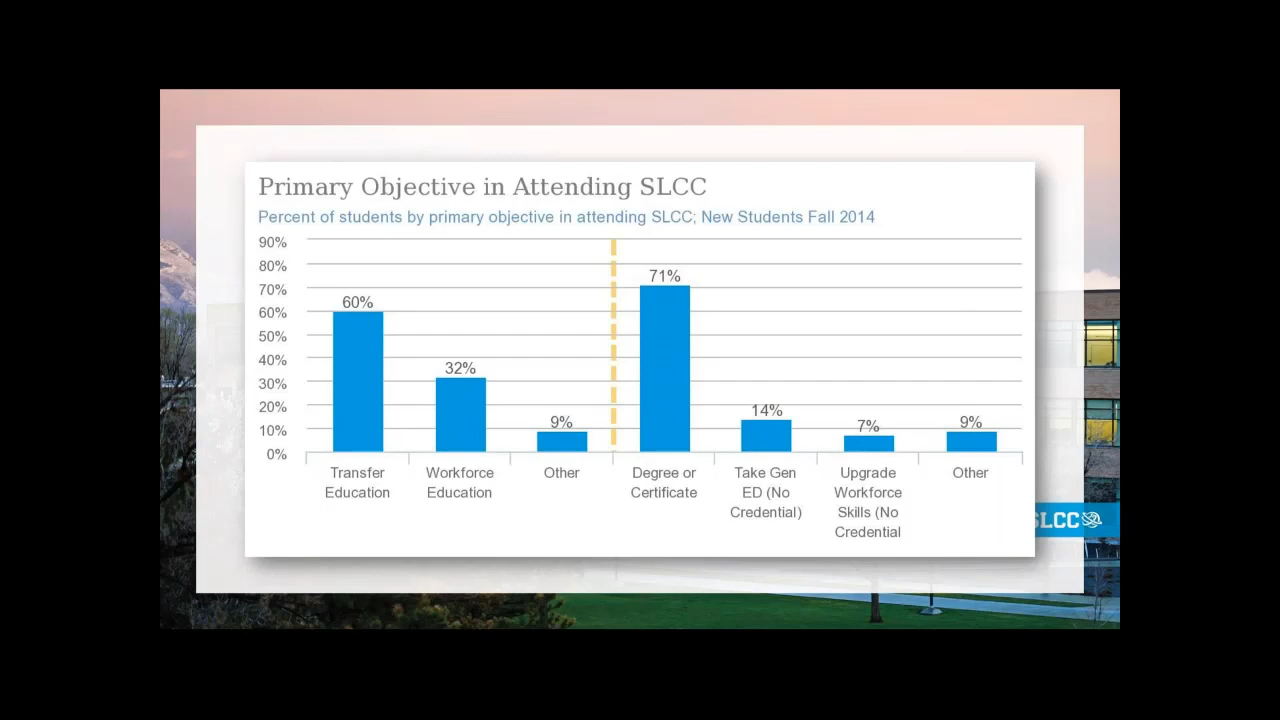 Primary Objective in Attending SLCC
Percent of students by primary objective in attending SLCC; New Students Fall 2014
90%
80%
70%
60%
50%
40%
30%
20%
10%
0%
60%
32%
9%
71%
14%
7%
9%
Transfer
Education
Workforce
Education
Other
Degree or
Certificate
Take Gen
ED (No
Credential)
Upgrade
Workforce
Skills (No
Credential
Other
SLCC